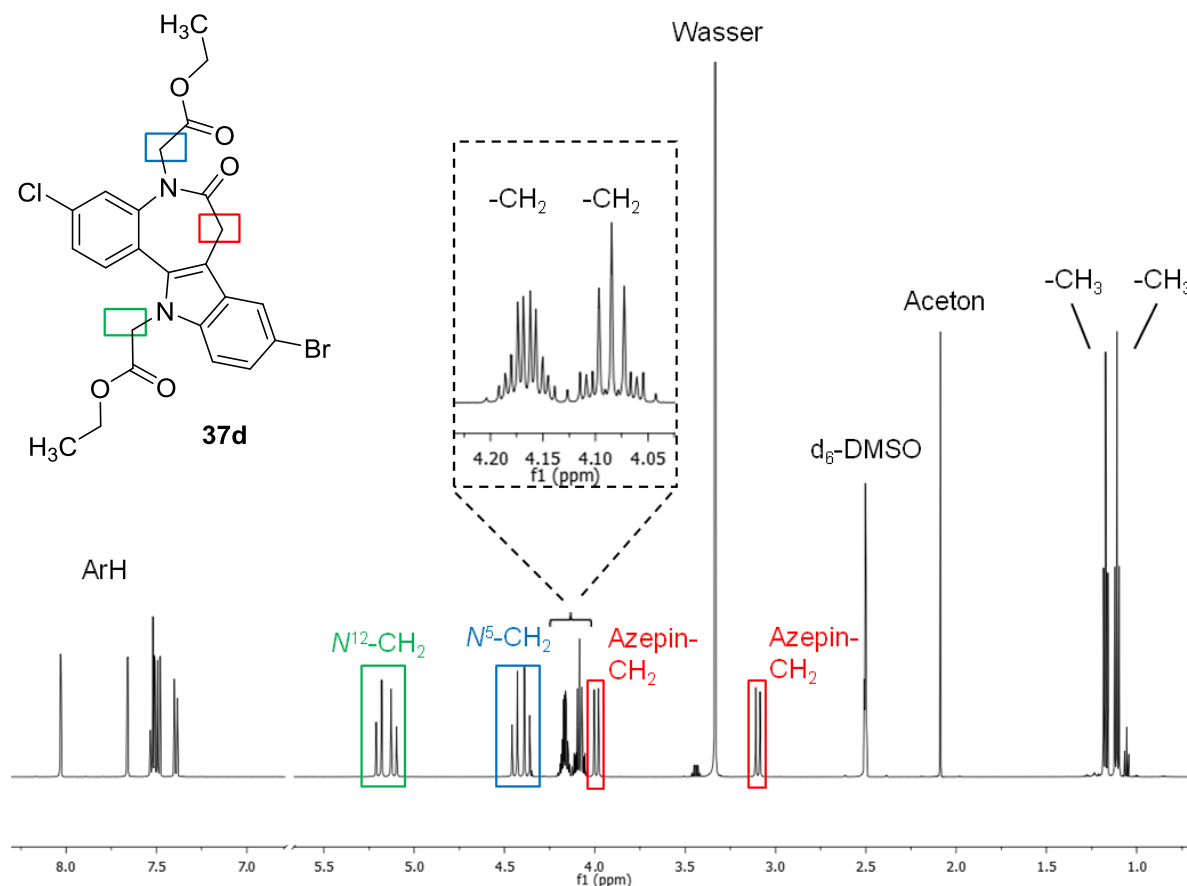 H3C
O
O
N
O
Cl
N
Br
O
O
H3C
37d
Wasser
-CH2 -CH2
4.20 4.15 4.10 4.05
f1 (ppm)
-CH3 -CH3
Aceton
d6-DMSO
ArH
N12-CH2
N5-CH2
Azepin-
CH2
Azepin-
CH2
8.0 7.5 5.5 5.0 4.5 4.0 3.5 3.0 2.5 2.0 1.5 1.0
f1 (ppm)